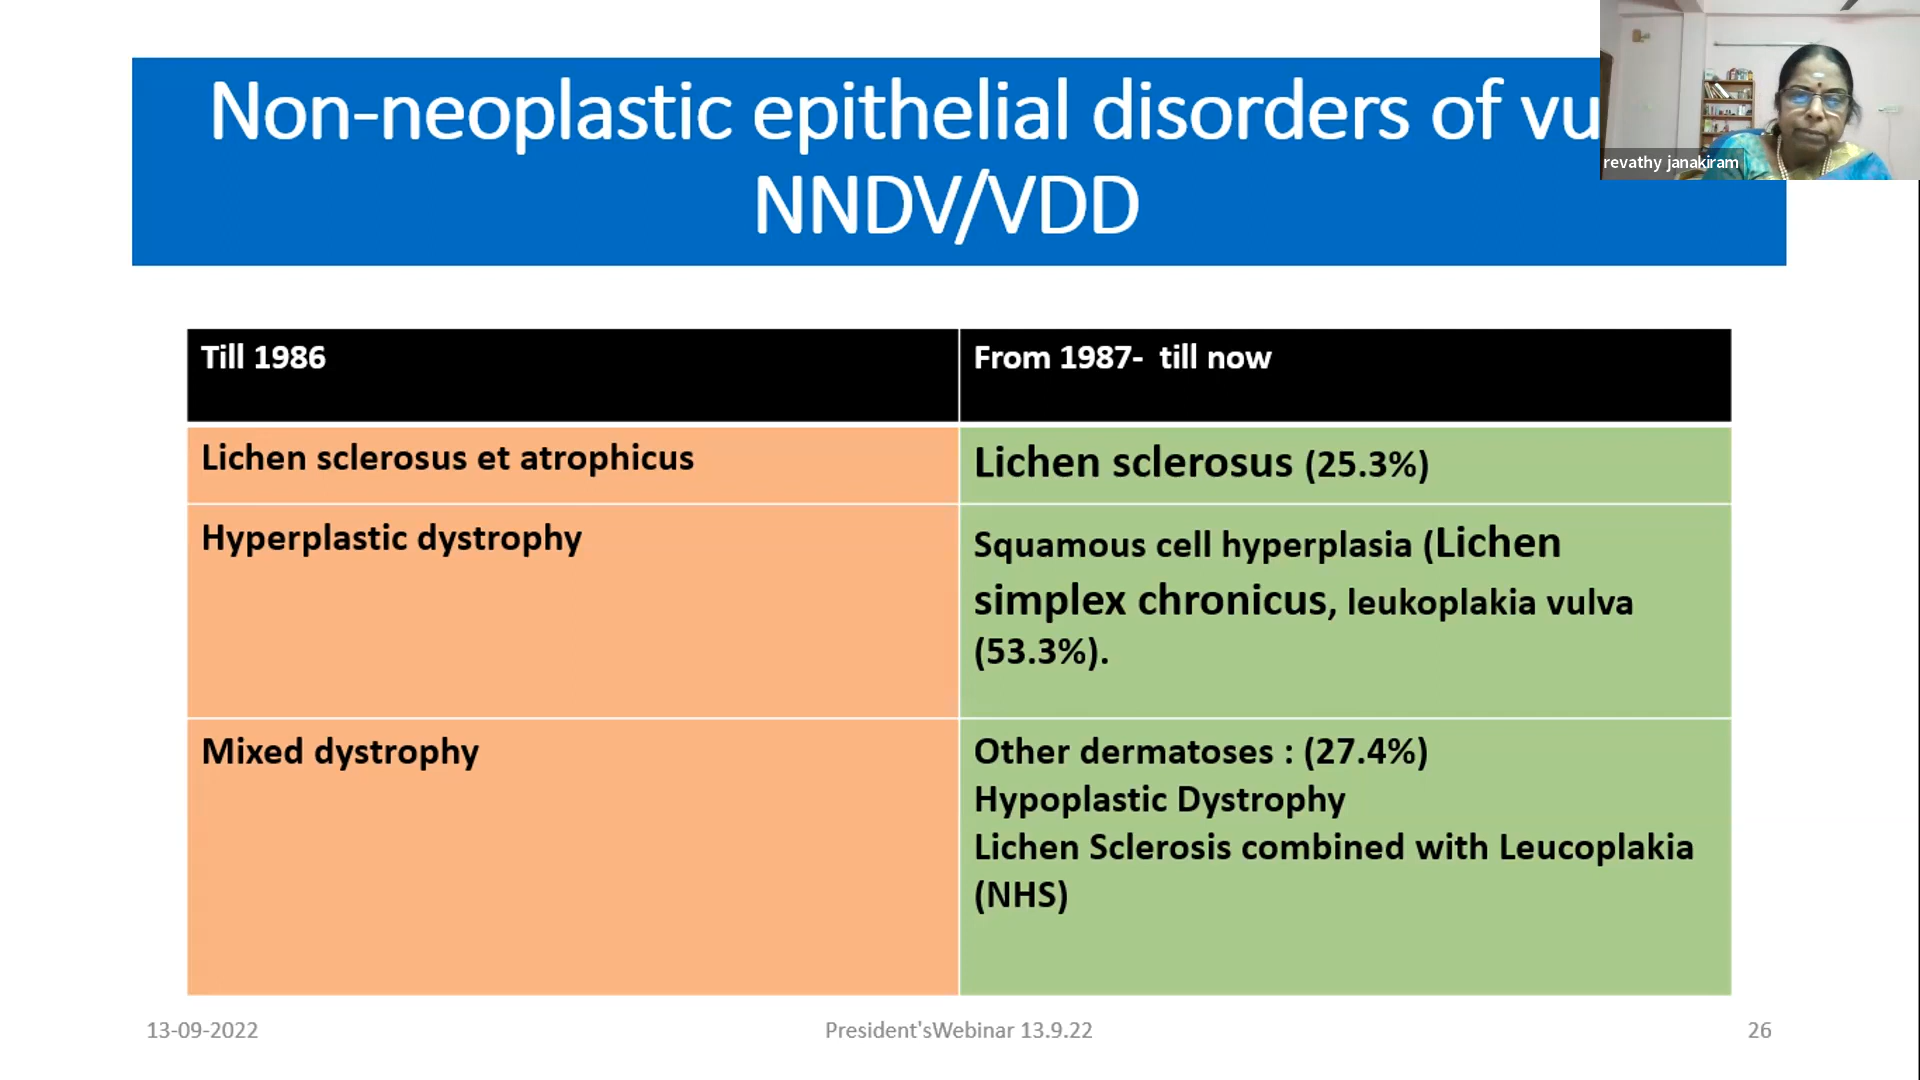 Non-neoplastic epithelial disorders of
NNDV/VDD
revathy janakiram
Till 1986
From 1987- till now
Lichen sclerosus et atrophicus
Lichen sclerosus (25.3%)
Hyperplastic dystrophy
Squamous cell hyperplasia (Lichen
simplex chronicus, leukoplakia vulva
(53.3%).
Mixed dystrophy
Other dermatoses : (27.4%)
Hypoplastic Dystrophy
Lichen Sclerosis combined with Leucoplakia
(NHS)
13-09-2022
President'sWebinar 13.9.22
26